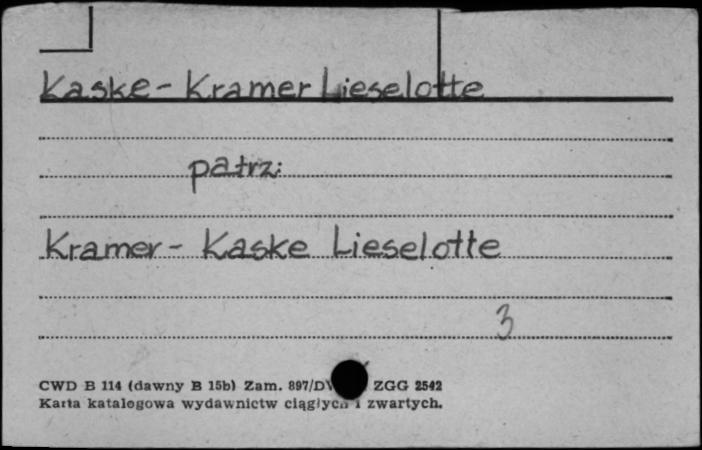 Kaske-Kramer Lieselotte
patrz:
Kramer-Kaske Lieselotte
3
CWD B 114 (dawny B 15b) Zam. 897/D ZGG 2542
Karta katalogowa wydawnictw ciągłych i zwartych.